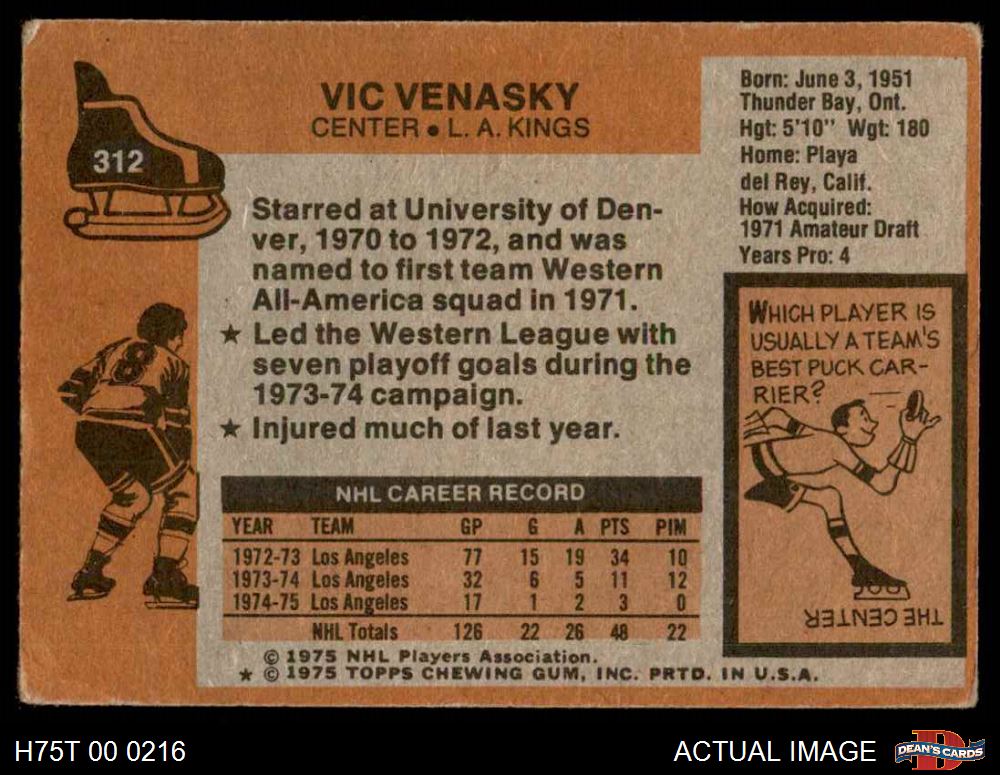 312
VIC VENASKY
CENTER ● L. A. KINGS
Born: June 3, 1951
Thunder Bay, Ont.
Hgt: 5'10" Wgt: 180
Home: Playa
del Rey, Calif.
How Acquired:
1971 Amateur Draft
Years Pro: 4
Starred at University of Den-
ver, 1970 to 1972, and was
named to first team Western
All-America squad in 1971.
★ Led the Western League with
seven playoff goals during the
1973-74 campaign.
★ Injured much of last year.
8
WHICH PLAYER IS
USUALLY A TEAM'S
BEST PUCK CAR-
RIER?
THE CENTER
NHL CAREER RECORD
YEAR TEAM GP G A PTS PIM
1972-73 Los Angeles 77 15 19 34 10
1973-74 Los Angeles 32 6 5 11 12
1974-75 Los Angeles 17 1 2 3 0
NHL Totals 126 22 26 48 22
© 1975 NHL Players Association.
★ © 1975 TOPPS CHEWING GUM, INC. PRTD. IN U.S.A.
H75T 00 0216
ACTUAL IMAGE
D
DEAN'S CARDS